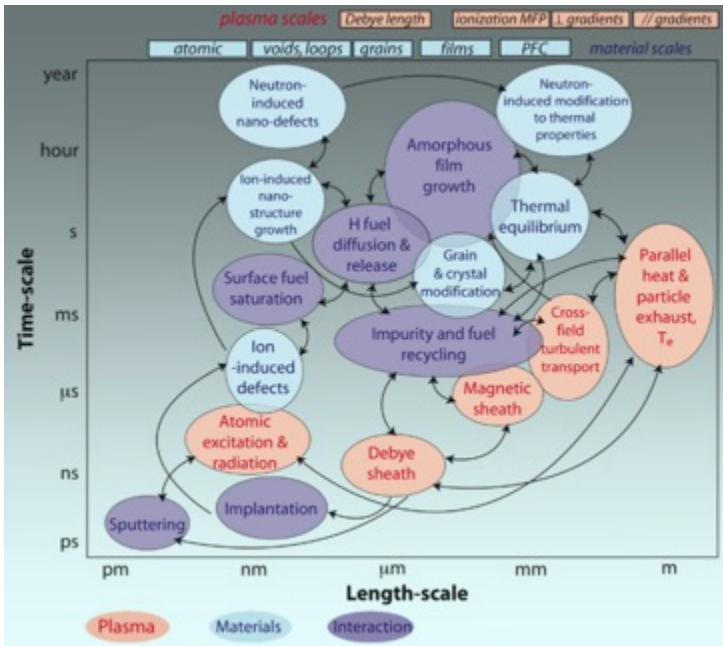 plasma scales Debye length ionization MFP ⊥ gradients // gradients
atomic voids, loops grains films PFC material scales
year
hour
s
ms
μs
ns
ps
Time-scale
Neutron-
induced
nano-defects
Neutron-
induced modification
to thermal
properties
Amorphous
film
growth
Ion-induced
nano-
structure
growth
Thermal
equilibrium
H fuel
diffusion &
release
Grain
& crystal
modification
Parallel
heat &
particle
exhaust,
Te
Surface fuel
saturation
Cross-
field
turbulent
transport
Impurity and fuel
recycling
Ion
-induced
defects
Magnetic
sheath
Atomic
excitation &
radiation
Debye
sheath
Implantation
Sputtering
pm nm μm mm m
Length-scale
Plasma Materials Interaction